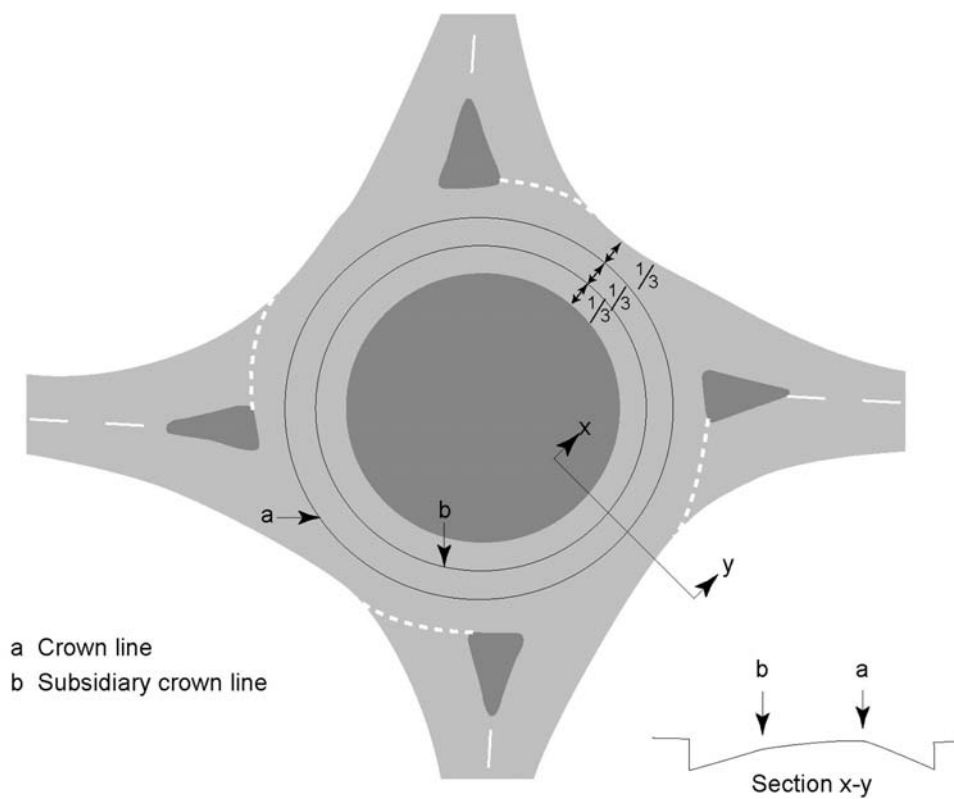 1/3
1/3 1/3
x
b
a
y
a Crown line
b Subsidiary crown line
b a
Section x-y